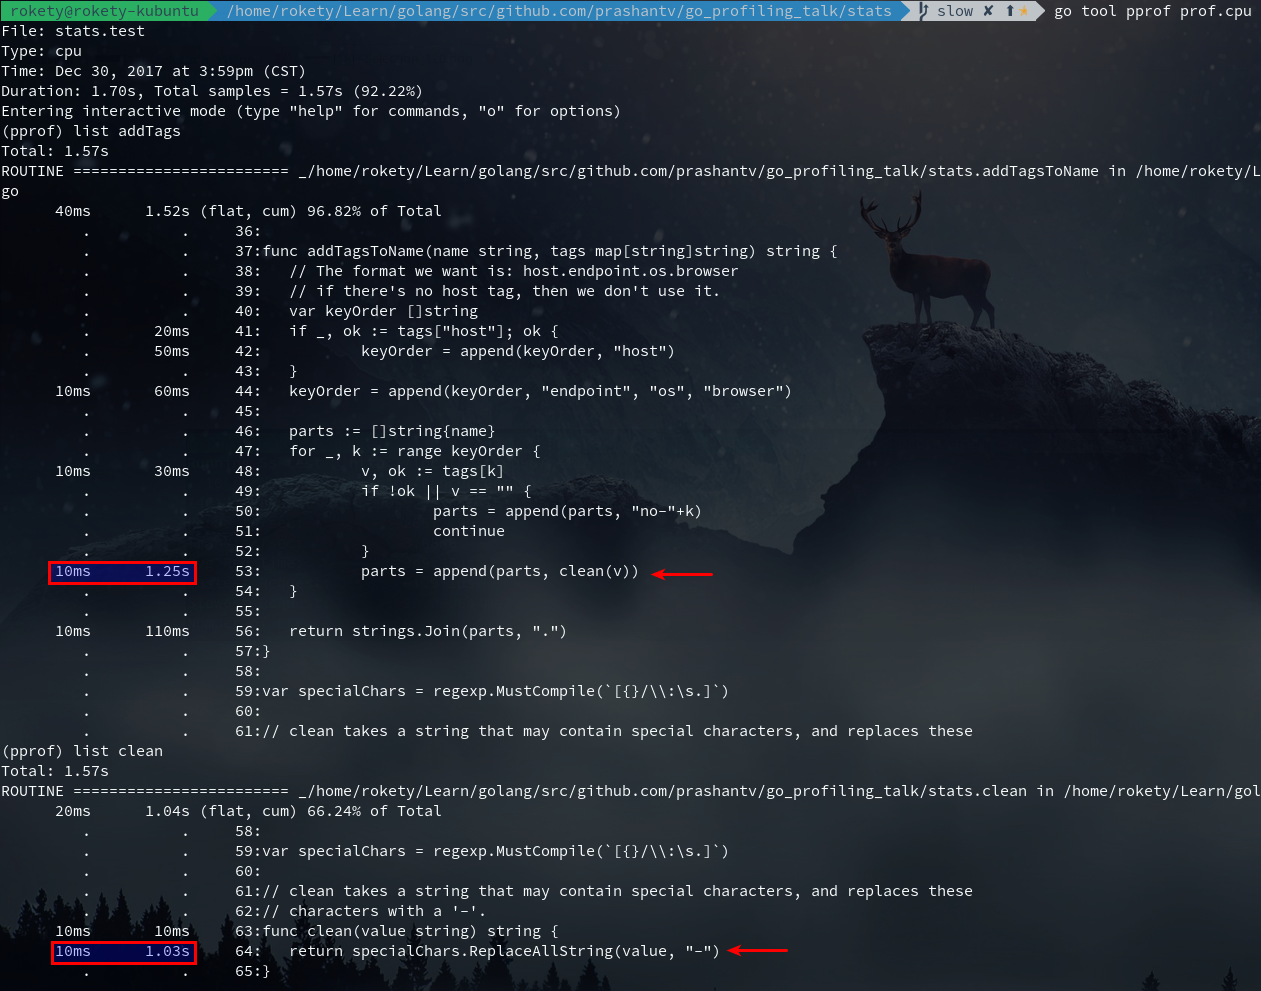 rokety@rokety-kubuntu /home/rokety/Learn/golang/src/github.com/prashantv/go_profiling_talk/stats slow ✘ ⬆★ go tool pprof prof.cpu
File: stats.test
Type: cpu
Time: Dec 30, 2017 at 3:59pm (CST)
Duration: 1.70s, Total samples = 1.57s (92.22%)
Entering interactive mode (type "help" for commands, "o" for options)
(pprof) list addTags
Total: 1.57s
ROUTINE ======================== _/home/rokety/Learn/golang/src/github.com/prashantv/go_profiling_talk/stats.addTagsToName in /home/rokety/L
go
      40ms      1.52s (flat, cum) 96.82% of Total
         .          .     36:
         .          .     37:func addTagsToName(name string, tags map[string]string) string {
         .          .     38:   // The format we want is: host.endpoint.os.browser
         .          .     39:   // if there's no host tag, then we don't use it.
         .          .     40:   var keyOrder []string
         .       20ms     41:   if _, ok := tags["host"]; ok {
         .       50ms     42:           keyOrder = append(keyOrder, "host")
         .          .     43:   }
      10ms       60ms     44:   keyOrder = append(keyOrder, "endpoint", "os", "browser")
         .          .     45:
         .          .     46:   parts := []string{name}
         .          .     47:   for _, k := range keyOrder {
      10ms       30ms     48:           v, ok := tags[k]
         .          .     49:           if !ok || v == "" {
         .          .     50:                   parts = append(parts, "no-"+k)
         .          .     51:                   continue
         .          .     52:           }
      10ms      1.25s     53:           parts = append(parts, clean(v))
         .          .     54:   }
         .          .     55:
      10ms      110ms     56:   return strings.Join(parts, ".")
         .          .     57:}
         .          .     58:
         .          .     59:var specialChars = regexp.MustCompile(`[{}/\\:\s.]`)
         .          .     60:
         .          .     61:// clean takes a string that may contain special characters, and replaces these
(pprof) list clean
Total: 1.57s
ROUTINE ======================== _/home/rokety/Learn/golang/src/github.com/prashantv/go_profiling_talk/stats.clean in /home/rokety/Learn/gol
      20ms      1.04s (flat, cum) 66.24% of Total
         .          .     58:
         .          .     59:var specialChars = regexp.MustCompile(`[{}/\\:\s.]`)
         .          .     60:
         .          .     61:// clean takes a string that may contain special characters, and replaces these
         .          .     62:// characters with a '-'.
      10ms       10ms     63:func clean(value string) string {
      10ms      1.03s     64:   return specialChars.ReplaceAllString(value, "-")
         .          .     65:}